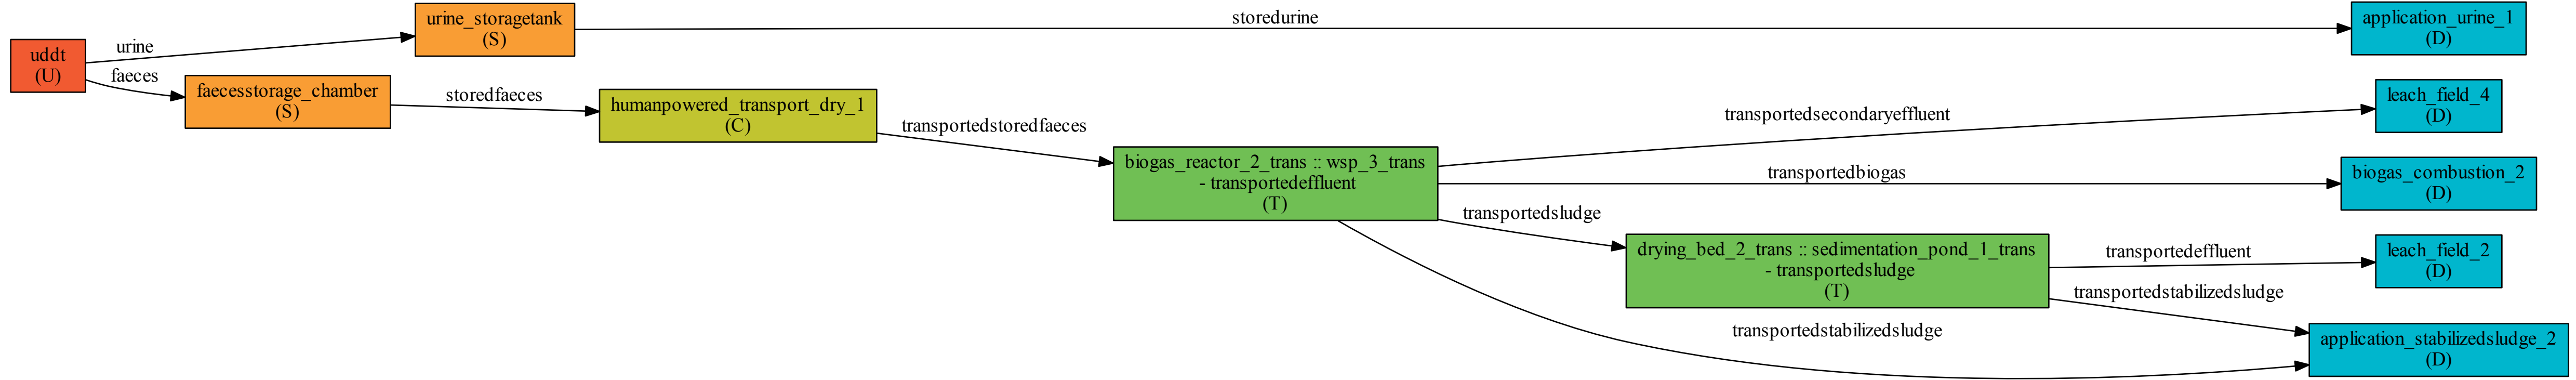 uddt
(U)
urine
faeces
urine_storagetank
(S)
faecesstorage_chamber
(S)
storedurine
storedfaeces
humanpowered_transport_dry_1
(C)
transportedstoredfaeces
biogas_reactor_2_trans :: wsp_3_trans
- transportedeffluent
(T)
transportedsecondaryeffluent
transportedbiogas
transportedsludge
transportedstabilizedsludge
drying_bed_2_trans :: sedimentation_pond_1_trans
- transportedsludge
(T)
transportedeffluent
transportedstabilizedsludge
application_urine_1
(D)
leach_field_4
(D)
biogas_combustion_2
(D)
leach_field_2
(D)
application_stabilizedsludge_2
(D)